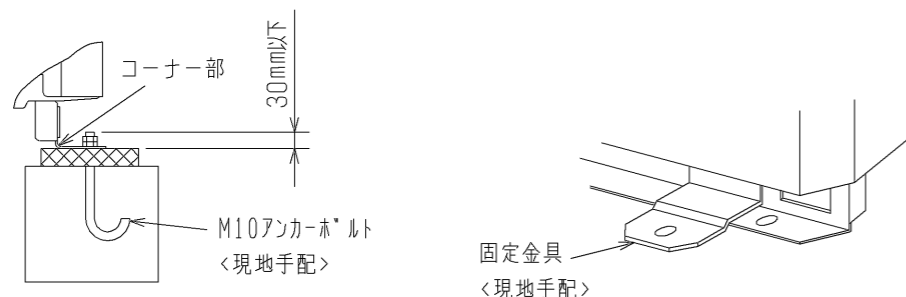 コーナー部
30mm以下
M10アンカーボルト
<現地手配>
固定金具
<現地手配>